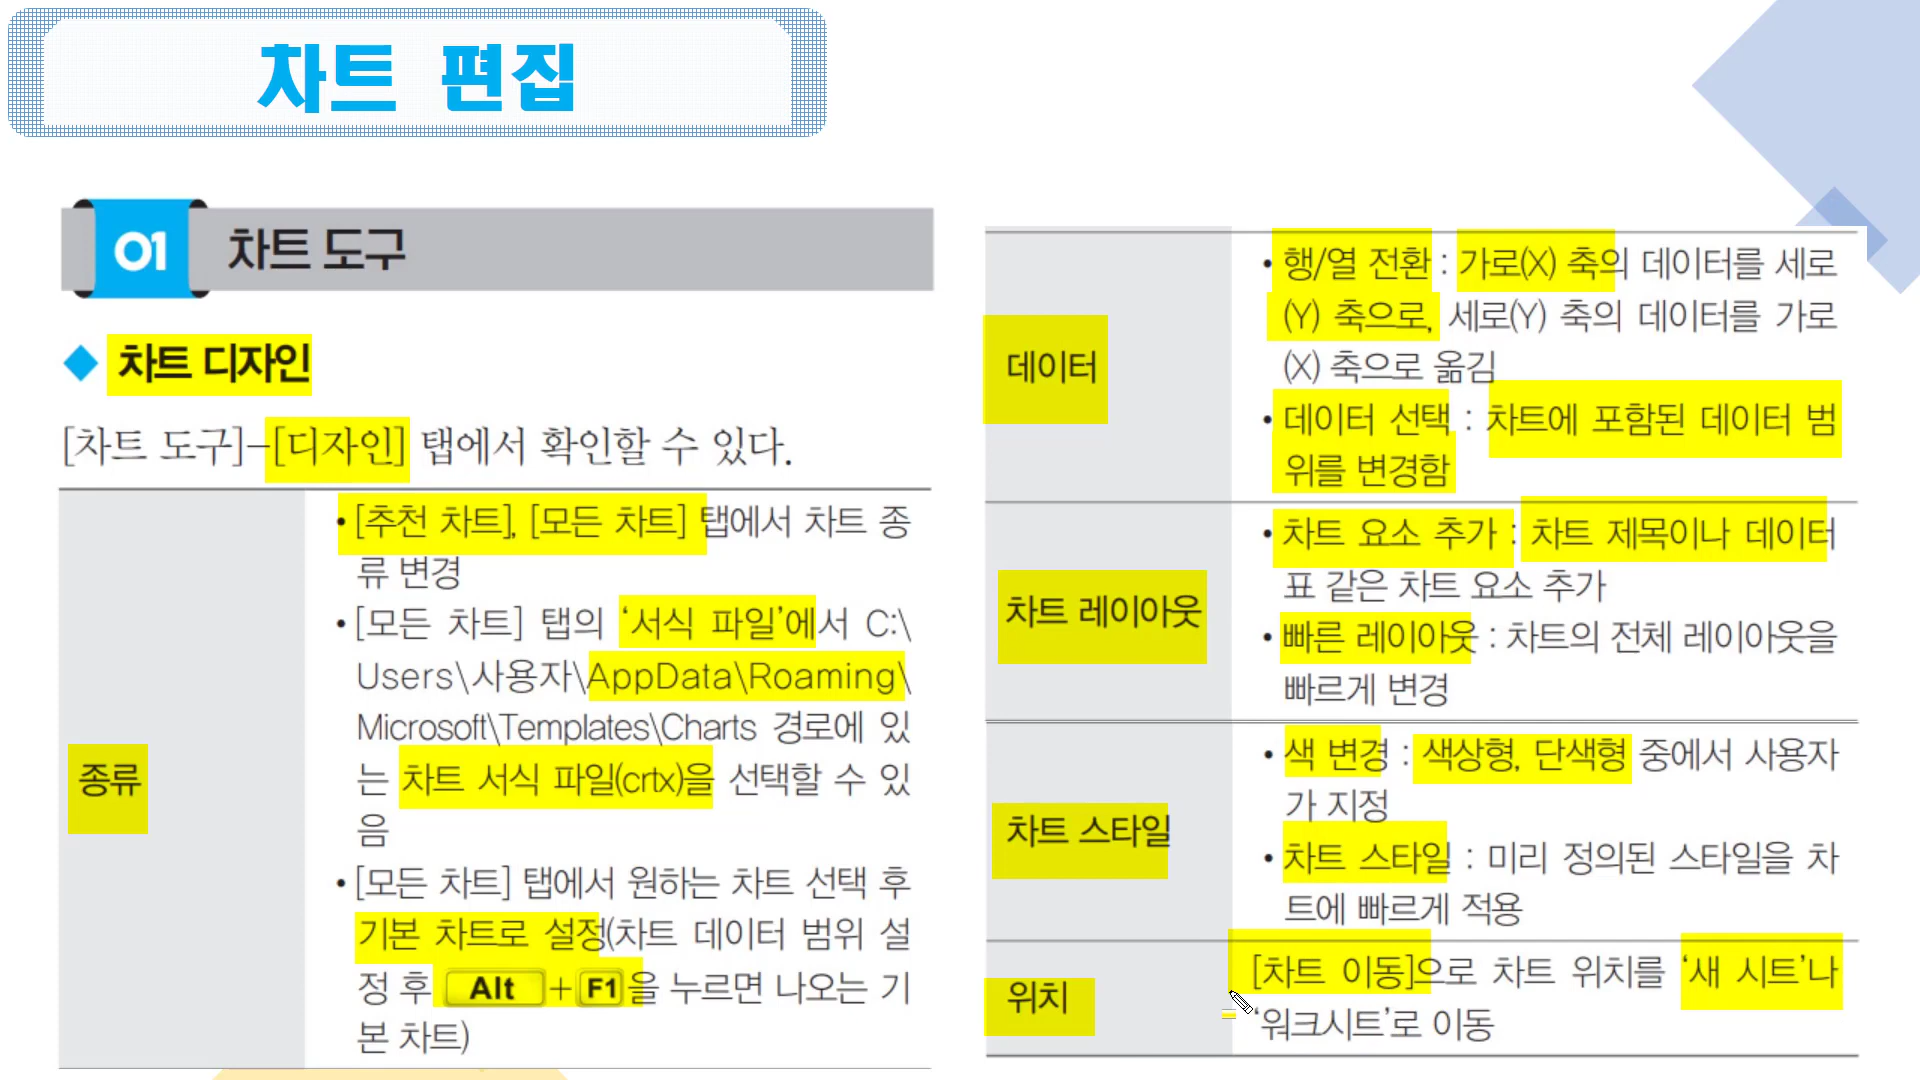 차트 편집
01 차트 도구
차트 디자인
[차트 도구]-[디자인] 탭에서 확인할 수 있다.
종류
• [추천 차트], [모든 차트] 탭에서 차트 종
류 변경
• [모든 차트] 탭의 ‘서식 파일’에서 C:\
Users\사용자\AppData\Roaming\
Microsoft\Templates\Charts 경로에 있
는 차트 서식 파일(crtx)을 선택할 수 있
음
• [모든 차트] 탭에서 원하는 차트 선택 후
기본 차트로 설정(차트 데이터 범위 설
정 후 Alt+F1을 누르면 나오는 기
본 차트)
데이터
• 행/열 전환 : 가로(X) 축의 데이터를 세로
(Y) 축으로, 세로(Y) 축의 데이터를 가로
(X) 축으로 옮김
• 데이터 선택 : 차트에 포함된 데이터 범
위를 변경함
차트 레이아웃
• 차트 요소 추가 : 차트 제목이나 데이터
표 같은 차트 요소 추가
• 빠른 레이아웃 : 차트의 전체 레이아웃을
빠르게 변경
차트 스타일
• 색 변경 : 색상형, 단색형 중에서 사용자
가 지정
• 차트 스타일 : 미리 정의된 스타일을 차
트에 빠르게 적용
위치
[차트 이동]으로 차트 위치를 ‘새 시트’나
‘워크시트’로 이동